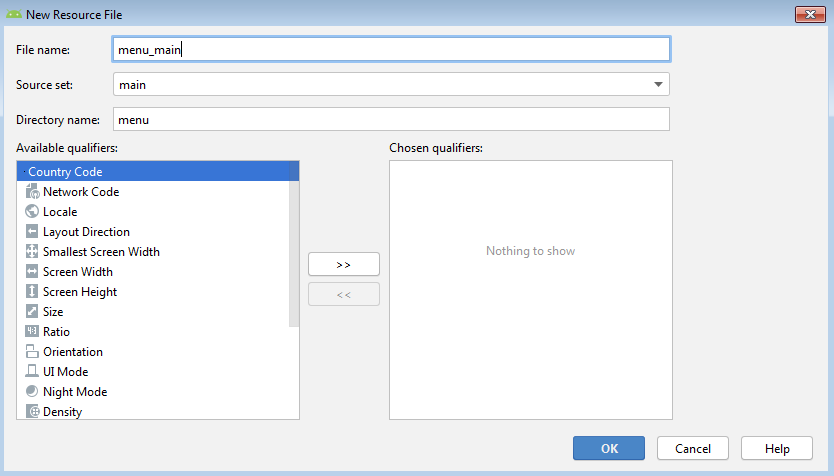 New Resource File
File name: menu_main
Source set: main
Directory name: menu
Available qualifiers:
Chosen qualifiers:
Country Code
Network Code
Locale
Layout Direction
Smallest Screen Width
Screen Width
Screen Height
Size
Ratio
Orientation
UI Mode
Night Mode
Density
>>
<<
Nothing to show
OK
Cancel
Help